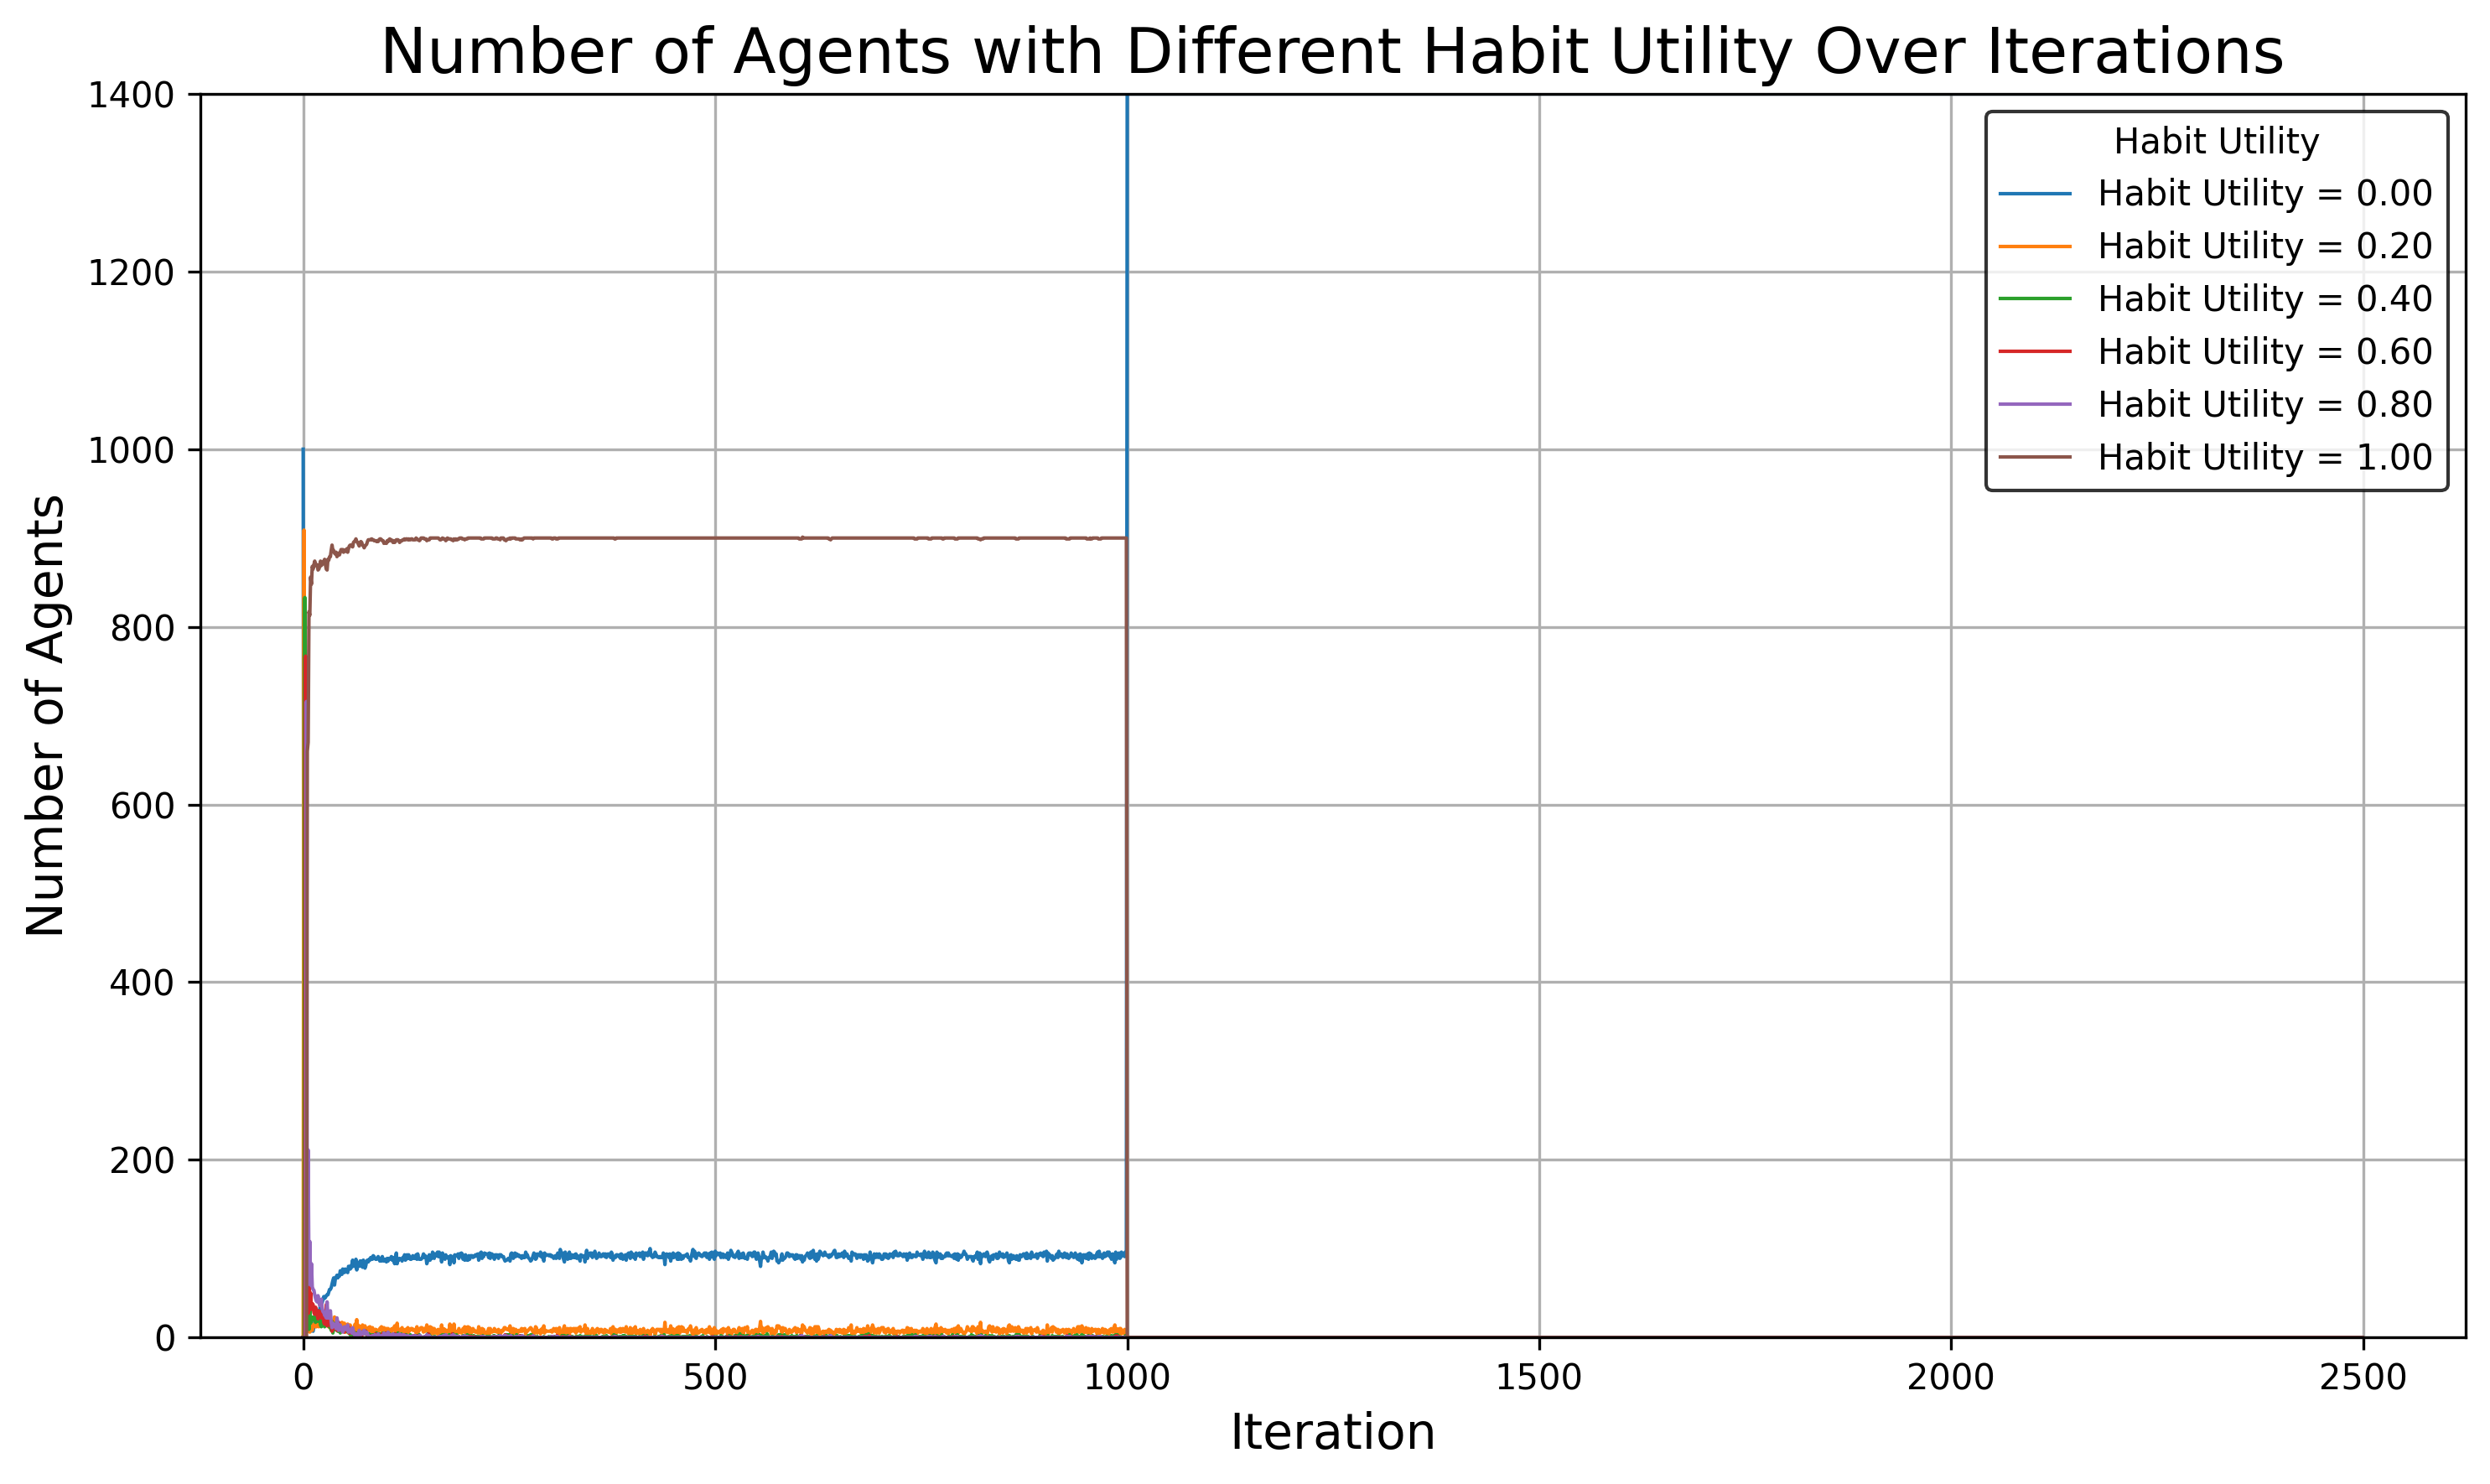 Number of Agents with Different Habit Utility Over Iterations
1400
1200
1000
800
600
400
200
0
Number of Agents
Habit Utility
Habit Utility = 0.00
Habit Utility = 0.20
Habit Utility = 0.40
Habit Utility = 0.60
Habit Utility = 0.80
Habit Utility = 1.00
0 500 1000 1500 2000 2500
Iteration